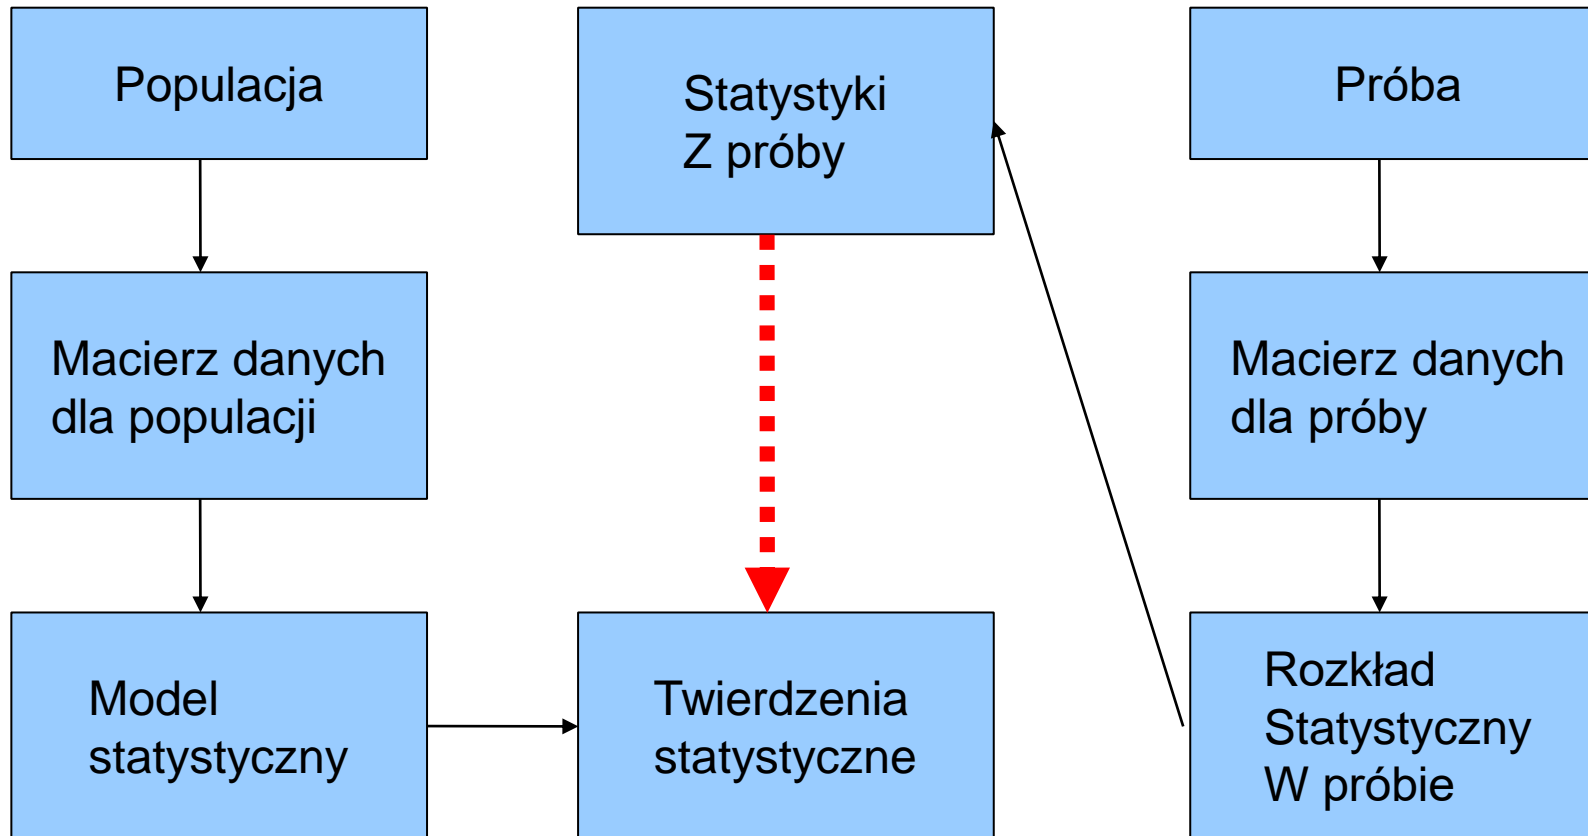 Populacja
Statystyki
Z próby
Próba
Macierz danych
dla populacji
Macierz danych
dla próby
Model
statystyczny
Twierdzenia
statystyczne
Rozkład
Statystyczny
W próbie